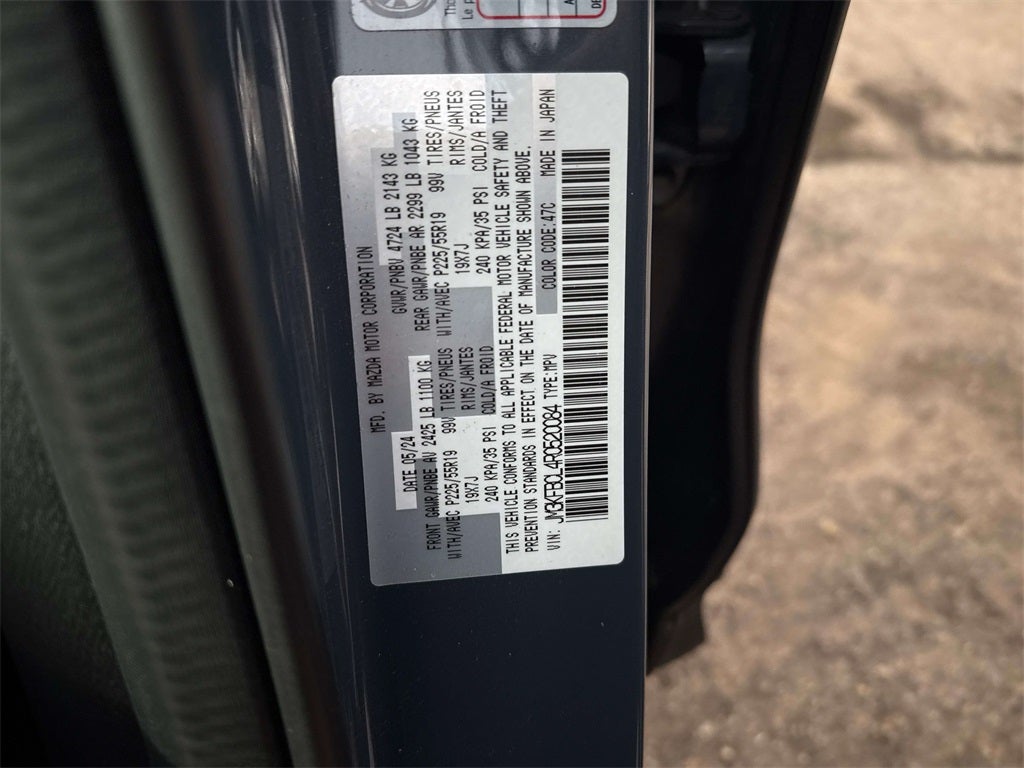 Tho
Le p
A
DE
MFD. BY MAZDA MOTOR CORPORATION
DATE 05/24 GVWR/PNBV 4724 LB 2143 KG
FRONT GAWR/PNBE AV 2425 LB 1100 KG REAR GAWR/PNBE AR 2299 LB 1043 KG
WITH/AVEC P225/55R19 99V TIRES/PNEUS WITH/AVEC P225/55R19 99V TIRES/PNEUS
19X7J RIMS/JANTES 19X7J RIMS/JANTES
240 KPA/35 PSI COLD/A FROID 240 KPA/35 PSI COLD/A FROID
THIS VEHICLE CONFORMS TO ALL APPLICABLE FEDERAL MOTOR VEHICLE SAFETY AND THEFT
PREVENTION STANDARDS IN EFFECT ON THE DATE OF MANUFACTURE SHOWN ABOVE.
VIN: JM3KFBCL4R0520084 TYPE:MPV COLOR CODE:47C MADE IN JAPAN